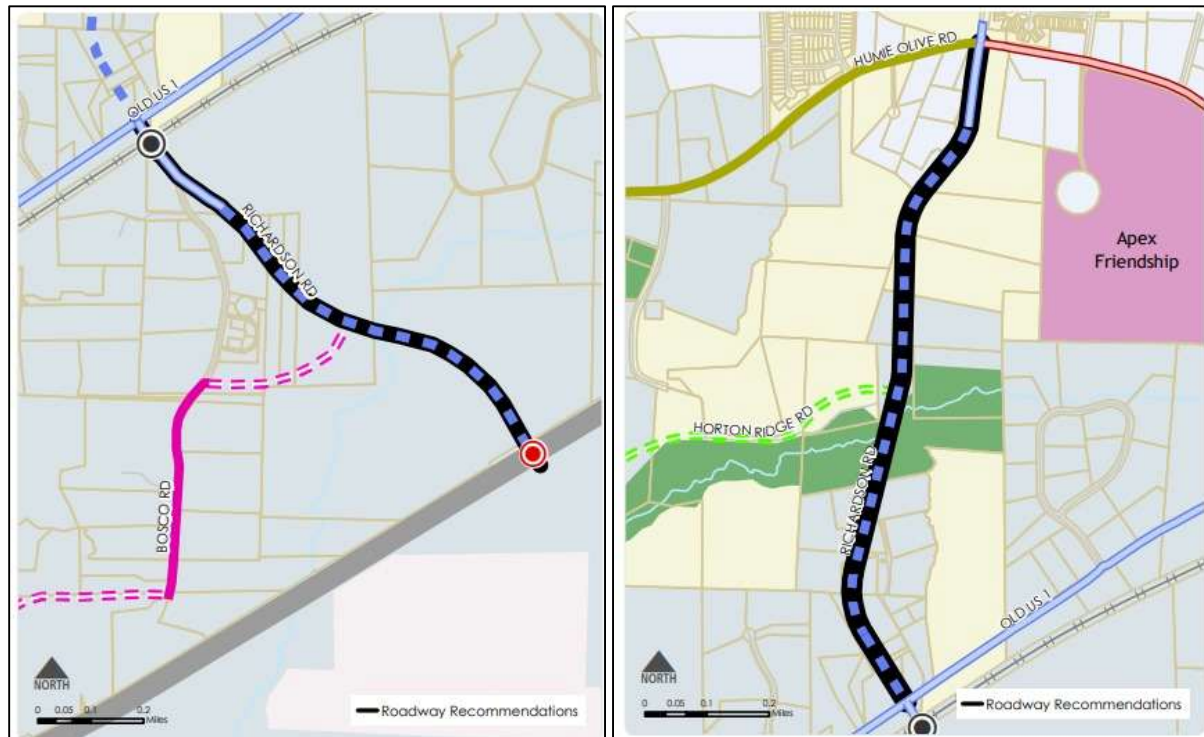 OLD US 1
RICHARDSON RD
BOSCO RD
NORTH
0 0.05 0.1 0.2
Miles
Roadway Recommendations
HUMIE OLIVE RD
Apex
Friendship
HORTON RIDGE RD
RICHARDSON RD
OLD US 1
NORTH
0 0.05 0.1 0.2
Miles
Roadway Recommendations